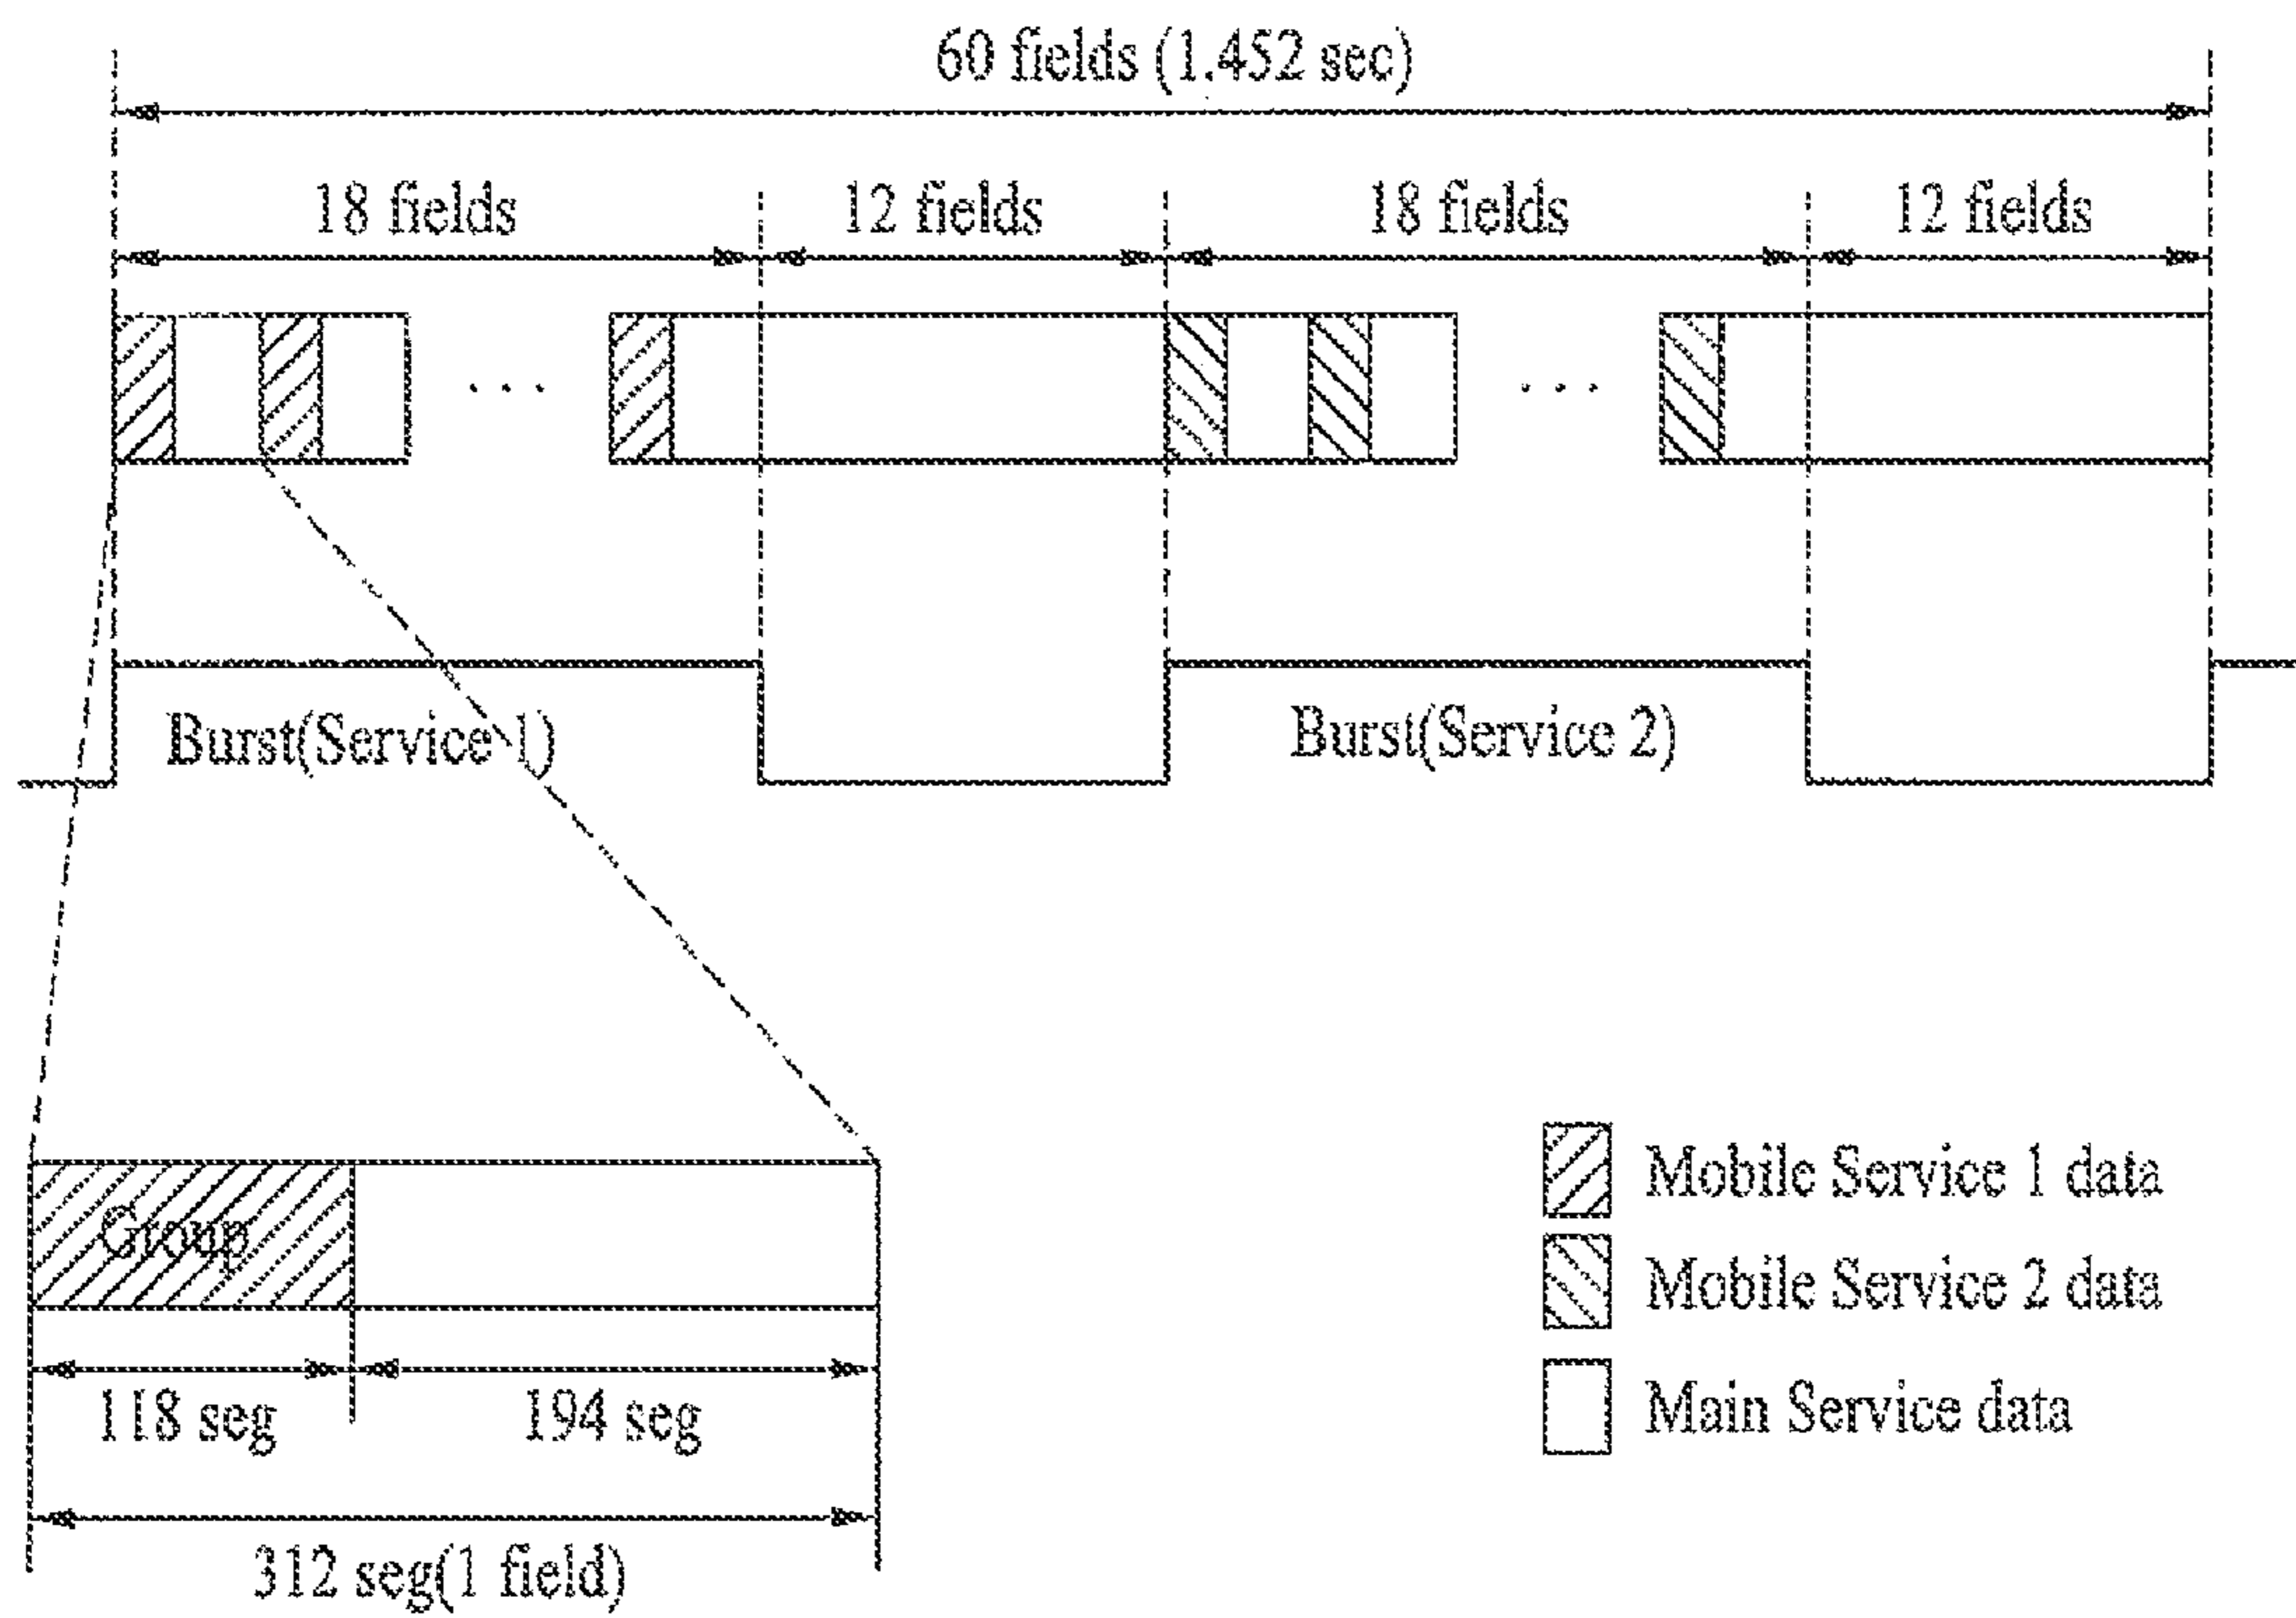 60 fields (1.452 sec)
18 fields
12 fields
18 fields
12 fields
. . .
. . .
Burst(Service 1)
Burst(Service 2)
Group
118 seg
194 seg
312 seg(1 field)
Mobile Service 1 data
Mobile Service 2 data
Main Service data